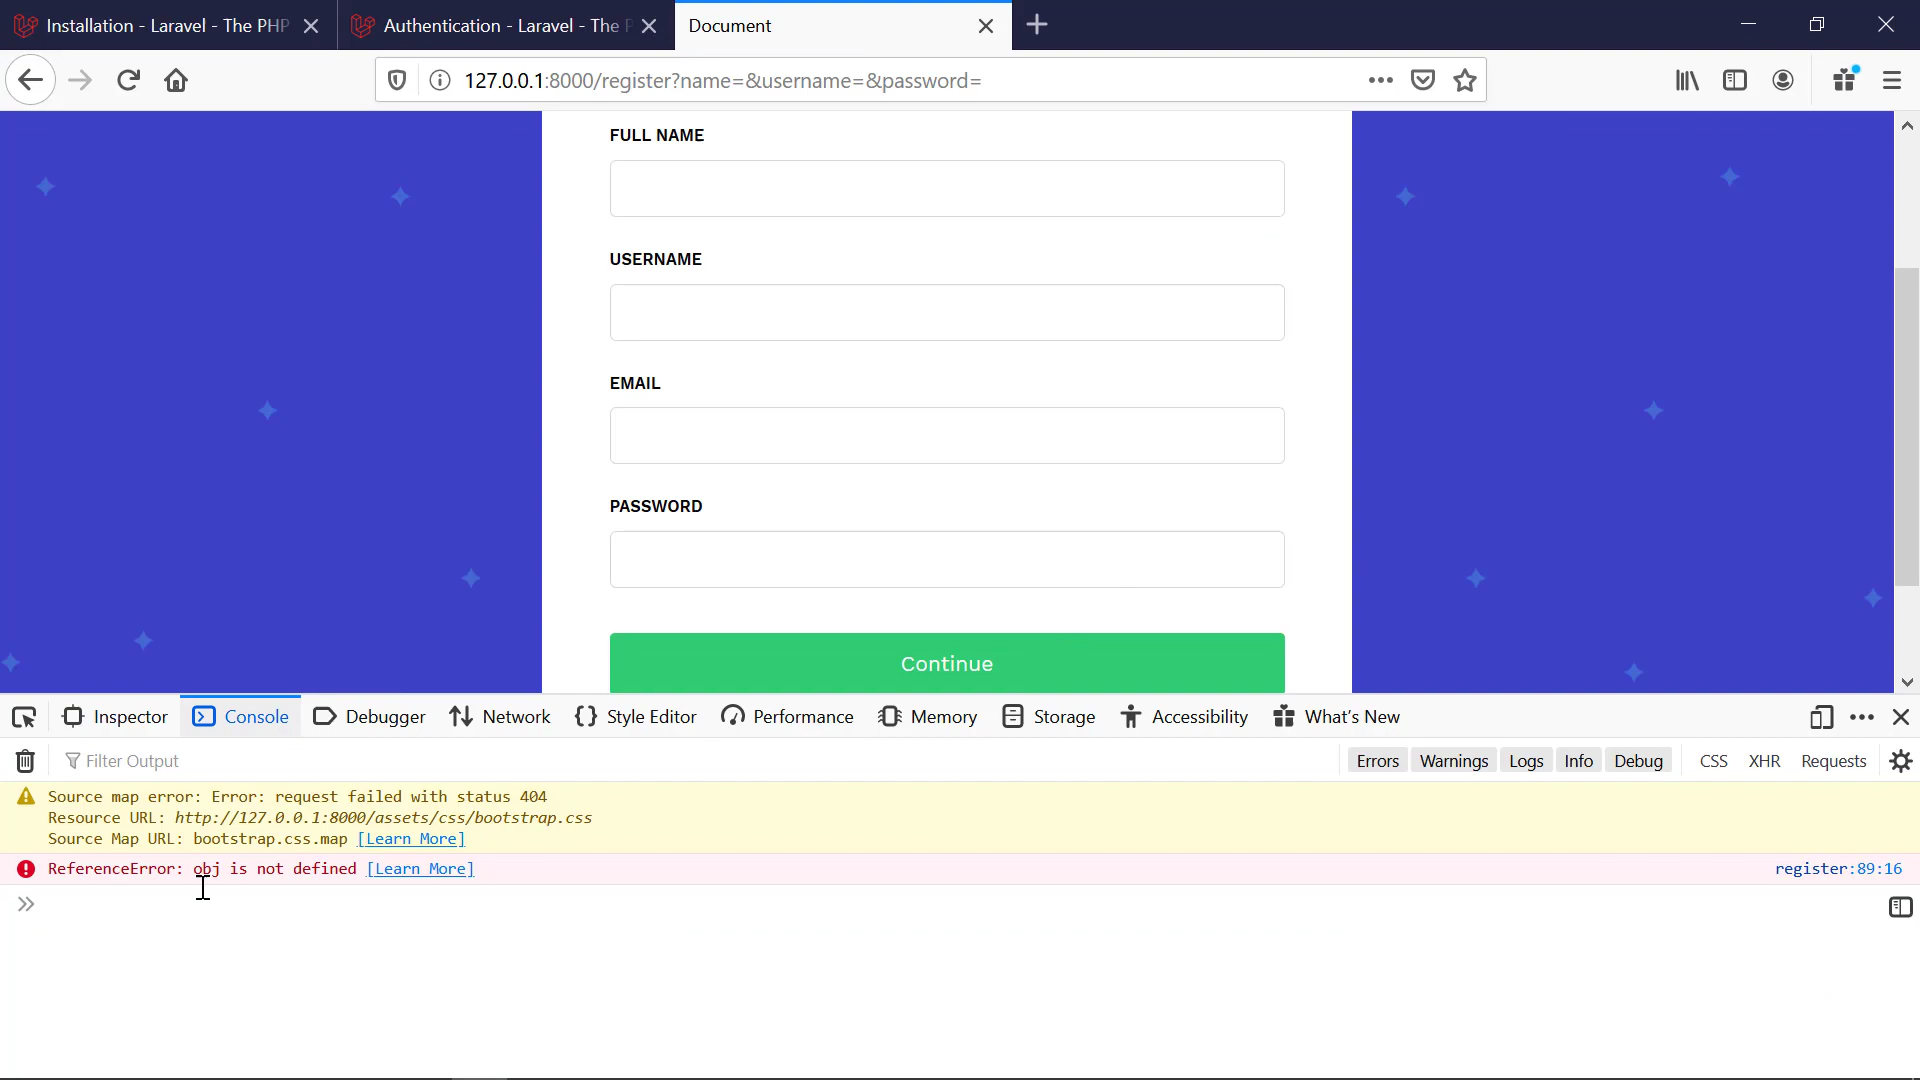 Installation - Laravel - The PHP
Authentication - Laravel - The P
Document
127.0.0.1:8000/register?name=&username=&password=
FULL NAME
USERNAME
EMAIL
PASSWORD
Continue
Inspector
Console
Debugger
Network
Style Editor
Performance
Memory
Storage
Accessibility
What's New
Filter Output
Errors
Warnings
Logs
Info
Debug
CSS
XHR
Requests
Source map error: Error: request failed with status 404
Resource URL: http://127.0.0.1:8000/assets/css/bootstrap.css
Source Map URL: bootstrap.css.map [Learn More]
ReferenceError: obj is not defined [Learn More]
register:89:16